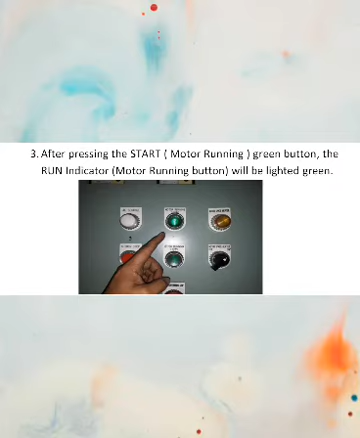 3. After pressing the START ( Motor Running ) green button, the
RUN Indicator (Motor Running button) will be lighted green.